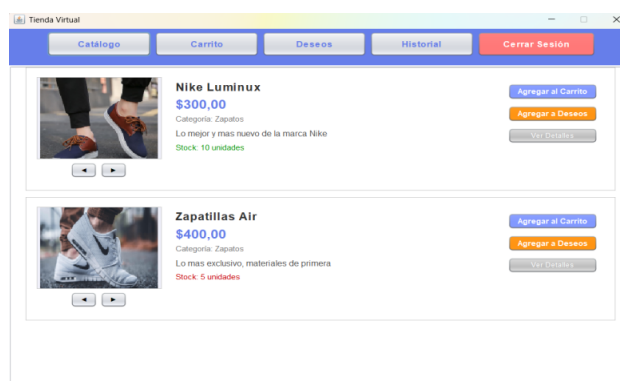 Tienda Virtual
Catálogo Carrito Deseos Historial Cerrar Sesión
Nike Luminux
$300,00
Categoría: Zapatos
Lo mejor y mas nuevo de la marca Nike
Stock: 10 unidades
Agregar al Carrito
Agregar a Deseos
Ver Detalles
Zapatillas Air
$400,00
Categoría: Zapatos
Lo mas exclusivo, materiales de primera
Stock: 5 unidades
Agregar al Carrito
Agregar a Deseos
Ver Detalles